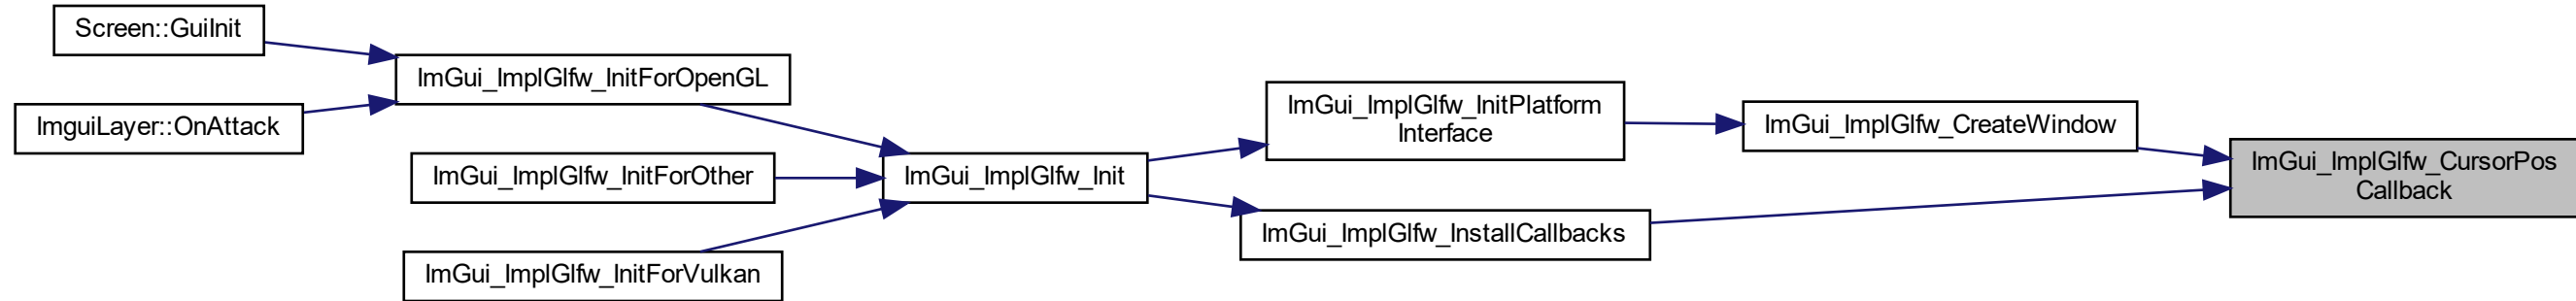 Screen::GuiInit
ImguiLayer::OnAttack
ImGui_ImplGlfw_InitForOpenGL
ImGui_ImplGlfw_InitForOther
ImGui_ImplGlfw_InitForVulkan
ImGui_ImplGlfw_Init
ImGui_ImplGlfw_InitPlatform
Interface
ImGui_ImplGlfw_InstallCallbacks
ImGui_ImplGlfw_CreateWindow
ImGui_ImplGlfw_CursorPos
Callback